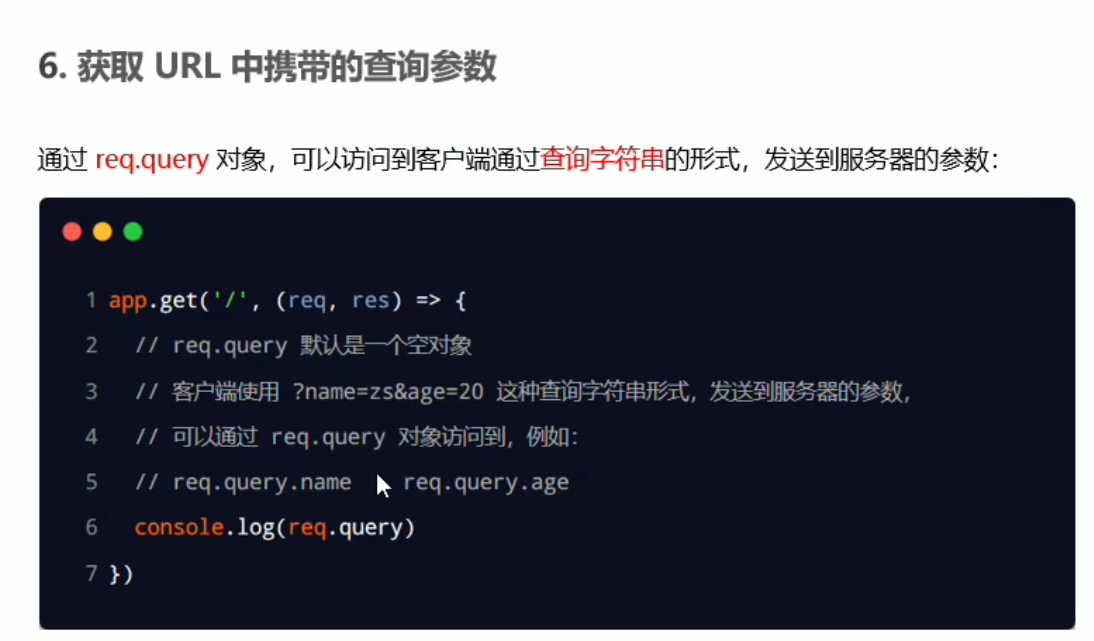 6. 获取 URL 中携带的查询参数
通过 req.query 对象，可以访问到客户端通过查询字符串的形式，发送到服务器的参数：
1 app.get('/', (req, res) => {
2 // req.query 默认是一个空对象
3 // 客户端使用 ?name=zs&age=20 这种查询字符串形式，发送到服务器的参数，
4 // 可以通过 req.query 对象访问到，例如：
5 // req.query.name req.query.age
6 console.log(req.query)
7 })